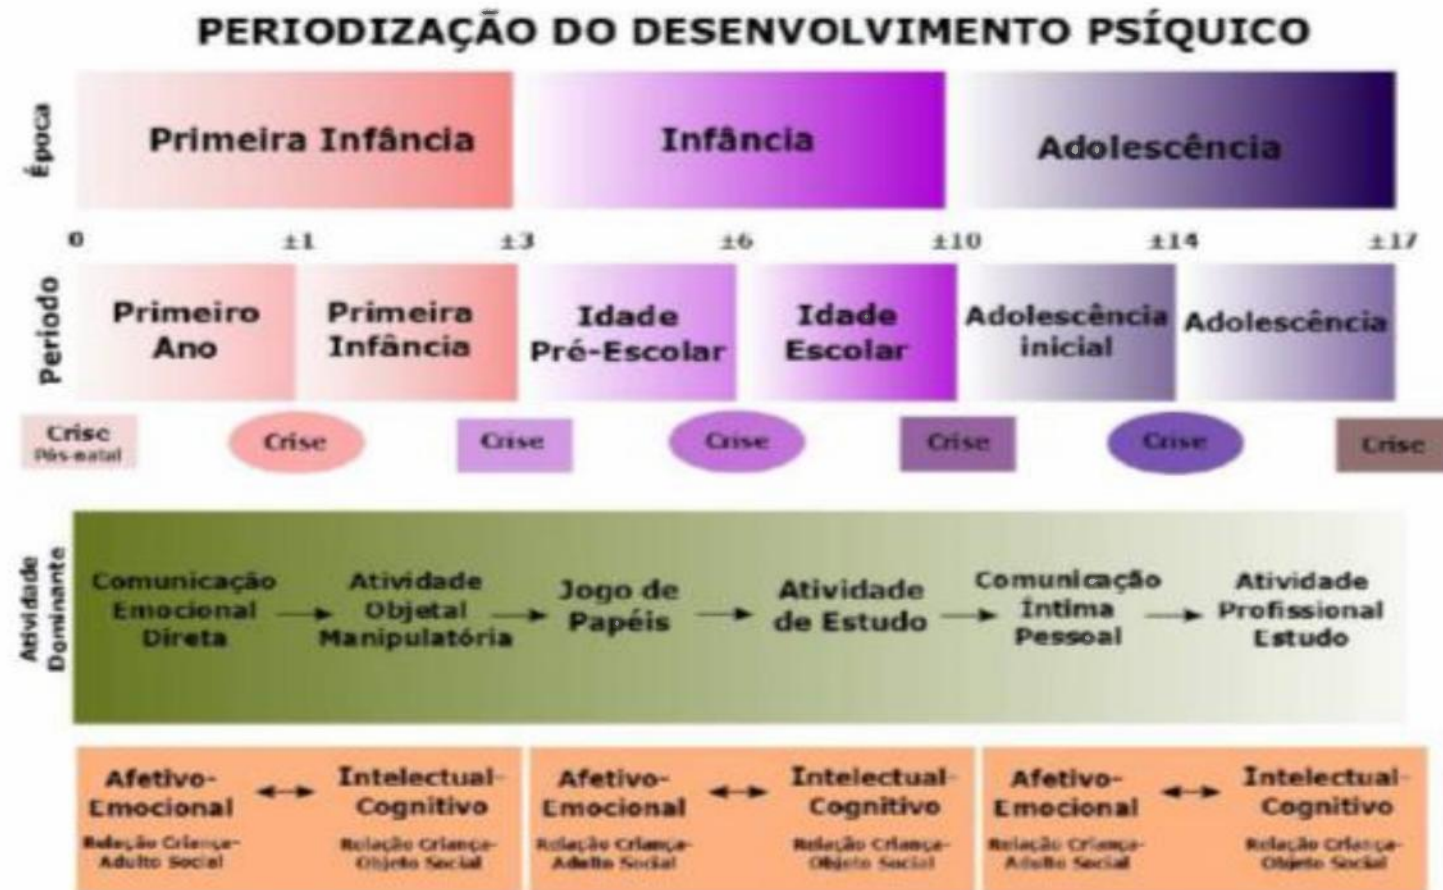 PERIODIZAÇÃO DO DESENVOLVIMENTO PSÍQUICO
Época
Primeira Infância
Infância
Adolescência
0
±1
±3
±6
±10
±14
±17
Período
Primeiro
Ano
Primeira
Infância
Idade
Pré-Escolar
Idade
Escolar
Adolescência
inicial
Adolescência
Crise
Pós-natal
Crise
Crise
Crise
Crise
Crise
Crise
Atividade
Dominante
Comunicação
Emocional
Direta
Atividade
Objetal
Manipulatória
Jogo de
Papéis
Atividade
de Estudo
Comunicação
Íntima
Pessoal
Atividade
Profissional
Estudo
Afetivo-
Emocional
Relação Criança-
Adulto Social
Intelectual-
Cognitivo
Relação Criança-
Objeto Social
Afetivo-
Emocional
Relação Criança-
Adulto Social
Intelectual-
Cognitivo
Relação Criança-
Objeto Social
Afetivo-
Emocional
Relação Criança-
Adulto Social
Intelectual-
Cognitivo
Relação Criança-
Objeto Social